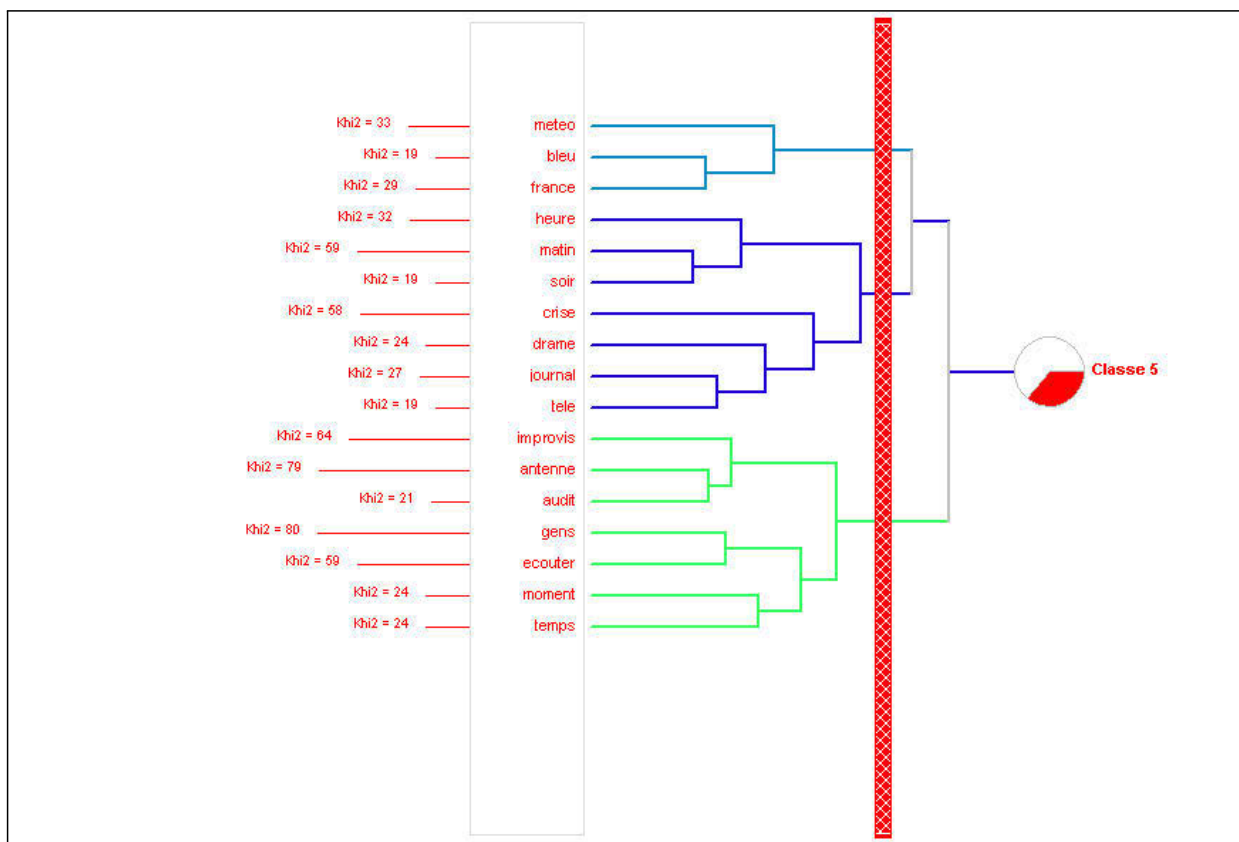 Khi2 = 33 meteo
Khi2 = 19 bleu
Khi2 = 29 france
Khi2 = 32 heure
Khi2 = 59 matin
Khi2 = 19 soir
Khi2 = 58 crise
Khi2 = 24 drame
Khi2 = 27 journal
Khi2 = 19 tele
Khi2 = 64 improvis
Khi2 = 79 antenne
Khi2 = 21 audit
Khi2 = 80 gens
Khi2 = 59 ecouter
Khi2 = 24 moment
Khi2 = 24 temps
Classe 5